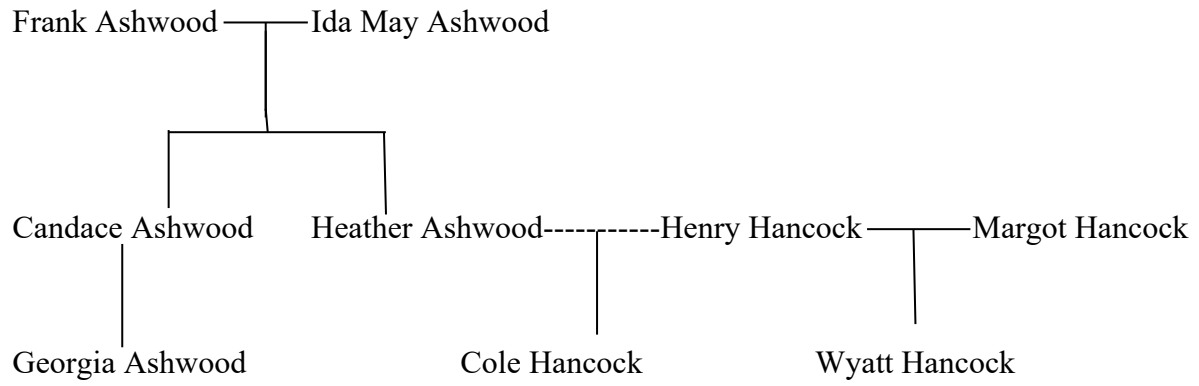 Frank Ashwood Ida May Ashwood
Candace Ashwood Heather Ashwood Henry Hancock Margot Hancock
Georgia Ashwood Cole Hancock Wyatt Hancock